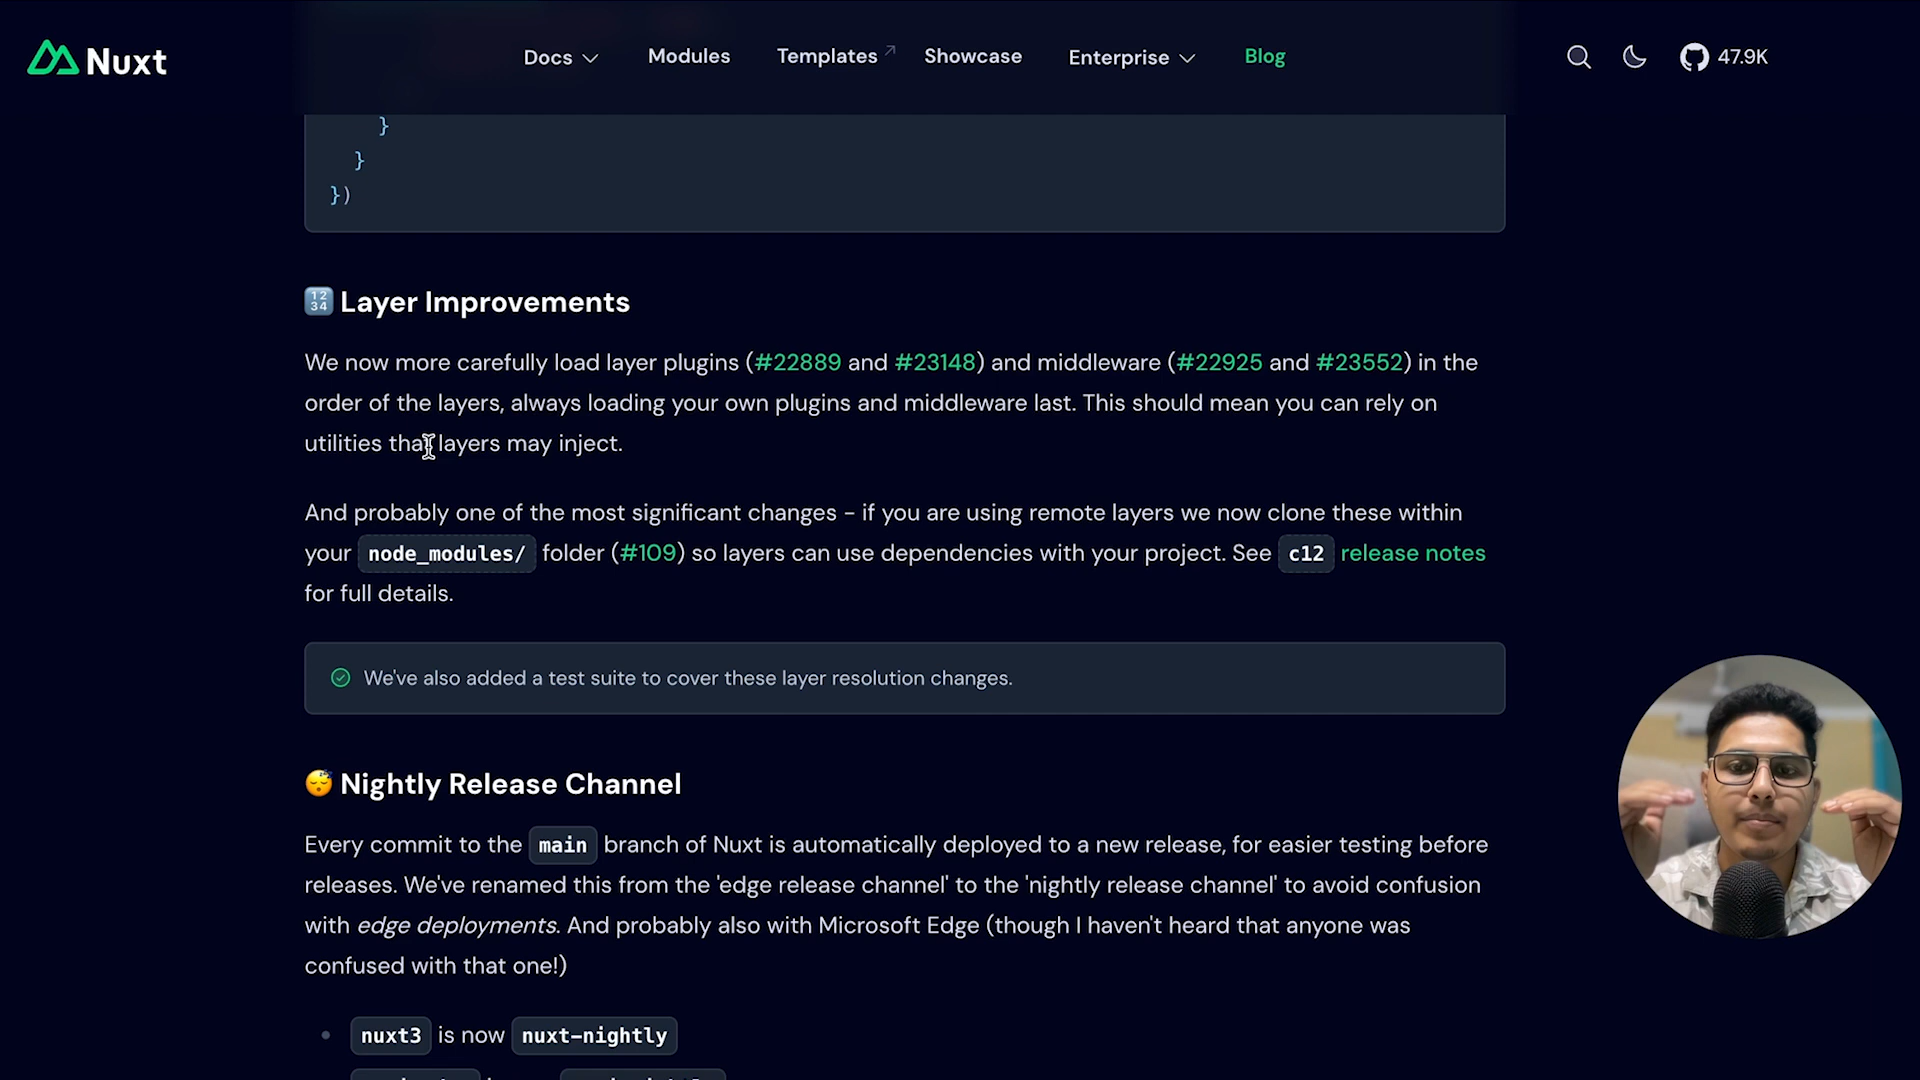 Nuxt
Docs
Modules
Templates
Showcase
Enterprise
Blog
47.9K
}
}
})
Layer Improvements
We now more carefully load layer plugins (#22889 and #23148) and middleware (#22925 and #23552) in the
order of the layers, always loading your own plugins and middleware last. This should mean you can rely on
utilities that layers may inject.
And probably one of the most significant changes - if you are using remote layers we now clone these within
your node_modules/ folder (#109) so layers can use dependencies with your project. See c12 release notes
for full details.
We've also added a test suite to cover these layer resolution changes.
Nightly Release Channel
Every commit to the main branch of Nuxt is automatically deployed to a new release, for easier testing before
releases. We've renamed this from the 'edge release channel' to the 'nightly release channel' to avoid confusion
with edge deployments. And probably also with Microsoft Edge (though I haven't heard that anyone was
confused with that one!)
nuxt3 is now nuxt-nightly